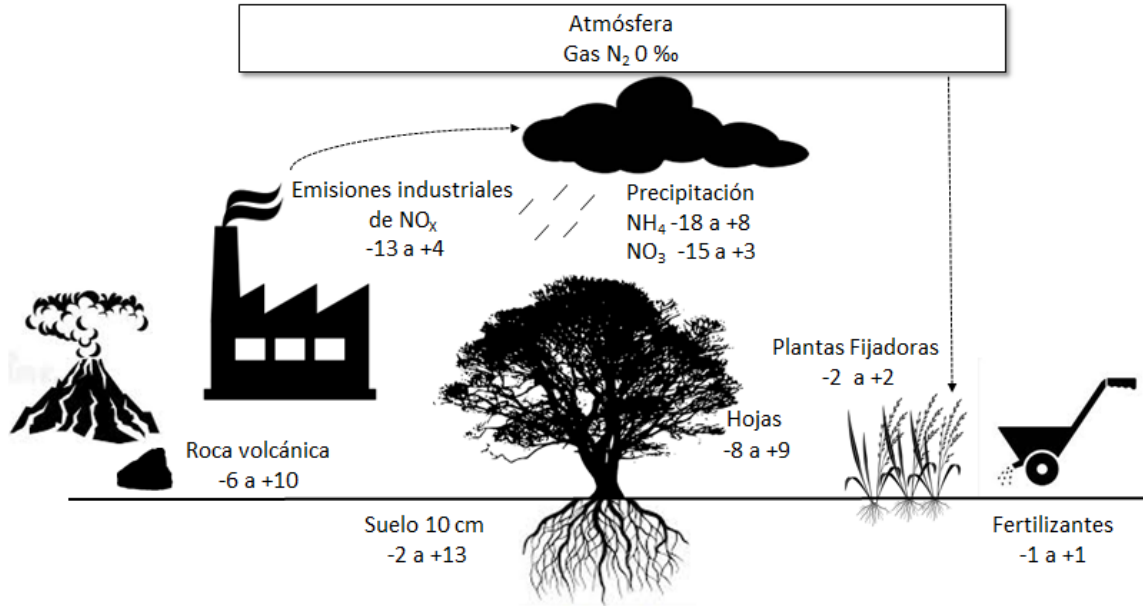 Atmósfera
Gas N₂ 0 ‰
Emisiones industriales
de NOₓ
-13 a +4
Precipitación
NH₄ -18 a +8
NO₃ -15 a +3
Plantas Fijadoras
-2 a +2
Hojas
-8 a +9
Roca volcánica
-6 a +10
Suelo 10 cm
-2 a +13
Fertilizantes
-1 a +1